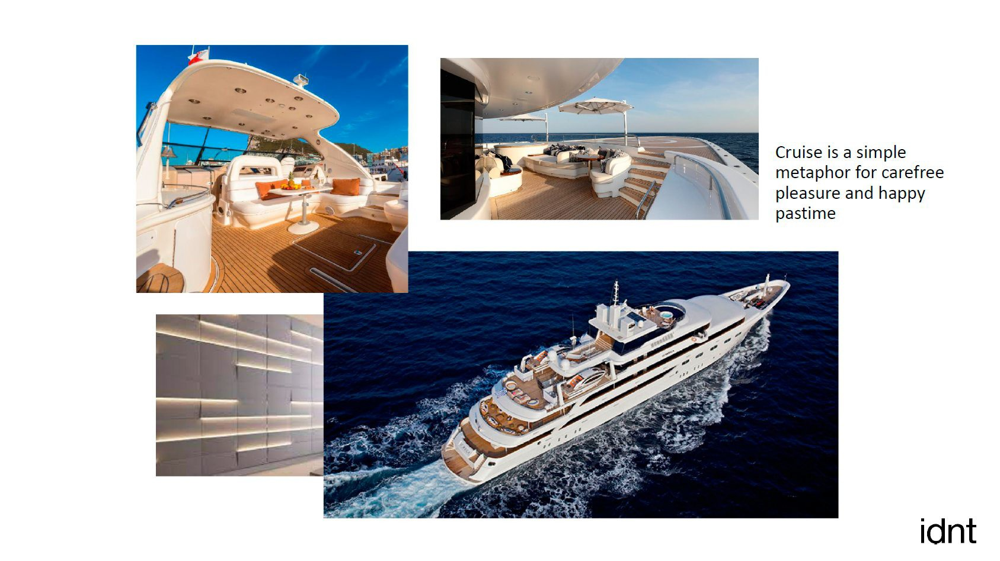 Cruise is a simple
metaphor for carefree
pleasure and happy
pastime
idnt